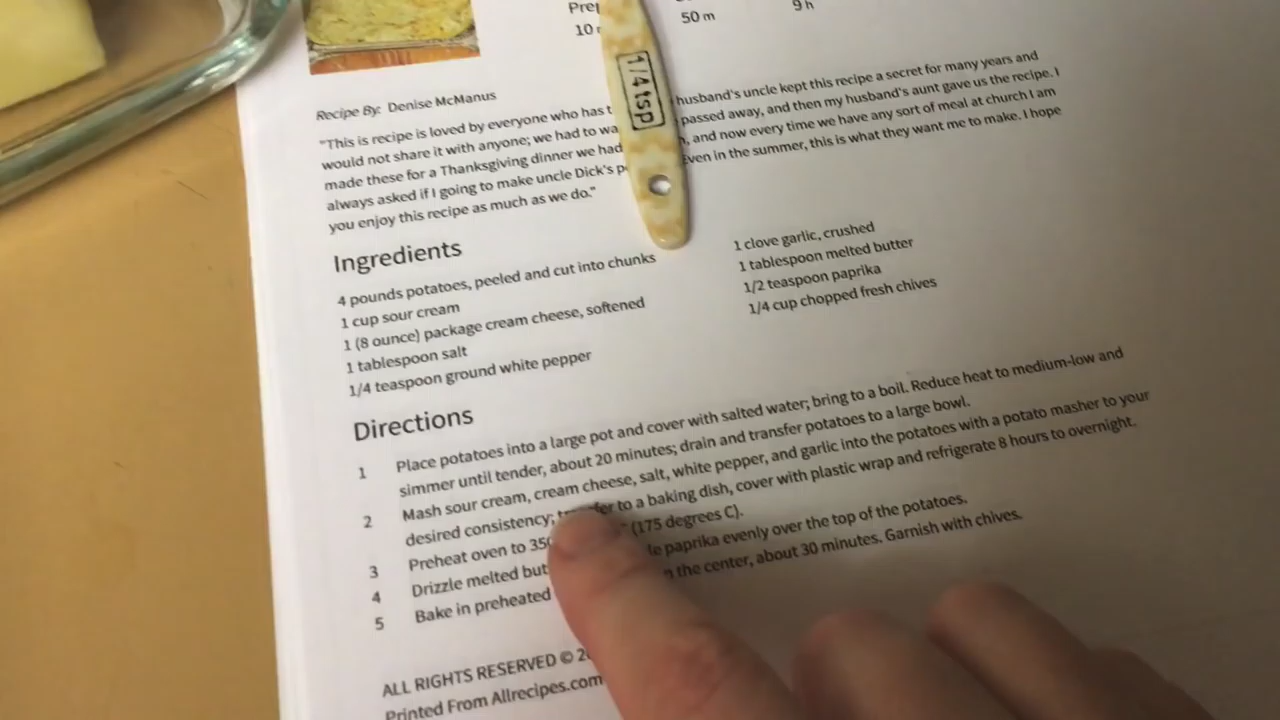 50 m
9 h
10
1/4 tsp
Recipe By: Denise McManus
"This is recipe is loved by everyone who has husband's uncle kept this recipe a secret for many years and
would not share it with anyone; we had to passed away, and then my husband's aunt gave us the recipe. I
made these for a Thanksgiving dinner we had and now every time we have any sort of meal at church I am
always asked if I going to make uncle Dick's Even in the summer, this is what they want me to make. I hope
you enjoy this recipe as much as we do."
Ingredients
4 pounds potatoes, peeled and cut into chunks
1 cup sour cream
1 (8 ounce) package cream cheese, softened
1 tablespoon salt
1/4 teaspoon ground white pepper
1 clove garlic, crushed
1 tablespoon melted butter
1/2 teaspoon paprika
1/4 cup chopped fresh chives
Directions
1 Place potatoes into a large pot and cover with salted water; bring to a boil. Reduce heat to medium-low and
simmer until tender, about 20 minutes; drain and transfer potatoes to a large bowl.
2 Mash sour cream, cream cheese, salt, white pepper, and garlic into the potatoes with a potato masher to your
desired consistency; transfer to a baking dish, cover with plastic wrap and refrigerate 8 hours to overnight.
3 Preheat oven to (175 degrees C).
4 Drizzle melted paprika evenly over the top of the potatoes.
5 Bake in preheated the center, about 30 minutes. Garnish with chives.
ALL RIGHTS RESERVED ©
Printed From Allrecipes.com